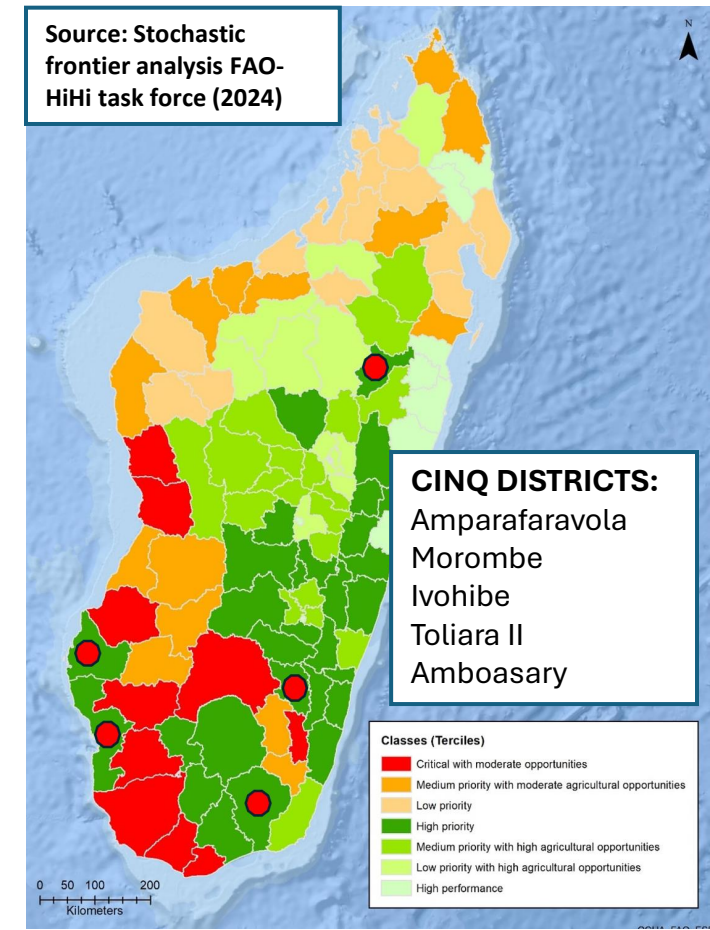 Source: Stochastic
frontier analysis FAO-
HiHi task force (2024)
N
CINQ DISTRICTS:
Amparafaravola
Morombe
Ivohibe
Toliara II
Amboasary
Classes (Terciles)
Critical with moderate opportunities
Medium priority with moderate agricultural opportunities
Low priority
High priority
Medium priority with high agricultural opportunities
Low priority with high agricultural opportunities
High performance
0 50 100 200
Kilometers